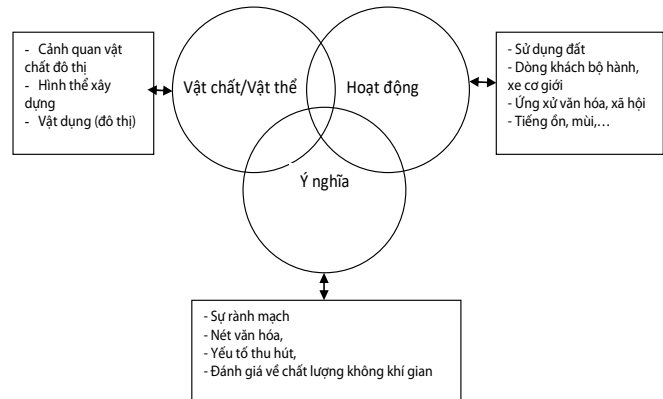 - Cảnh quan vật
chất đô thị
- Hình thể xây
dựng
- Vật dụng (đô thị)
Vật chất/Vật thể
Hoạt động
- Sử dụng đất
- Dòng khách bộ hành,
xe cơ giới
- Ứng xử văn hóa, xã hội
- Tiếng ồn, mùi,...
Ý nghĩa
- Sự rành mạch
- Nét văn hóa,
- Yếu tố thu hút,
- Đánh giá về chất lượng không khí gian